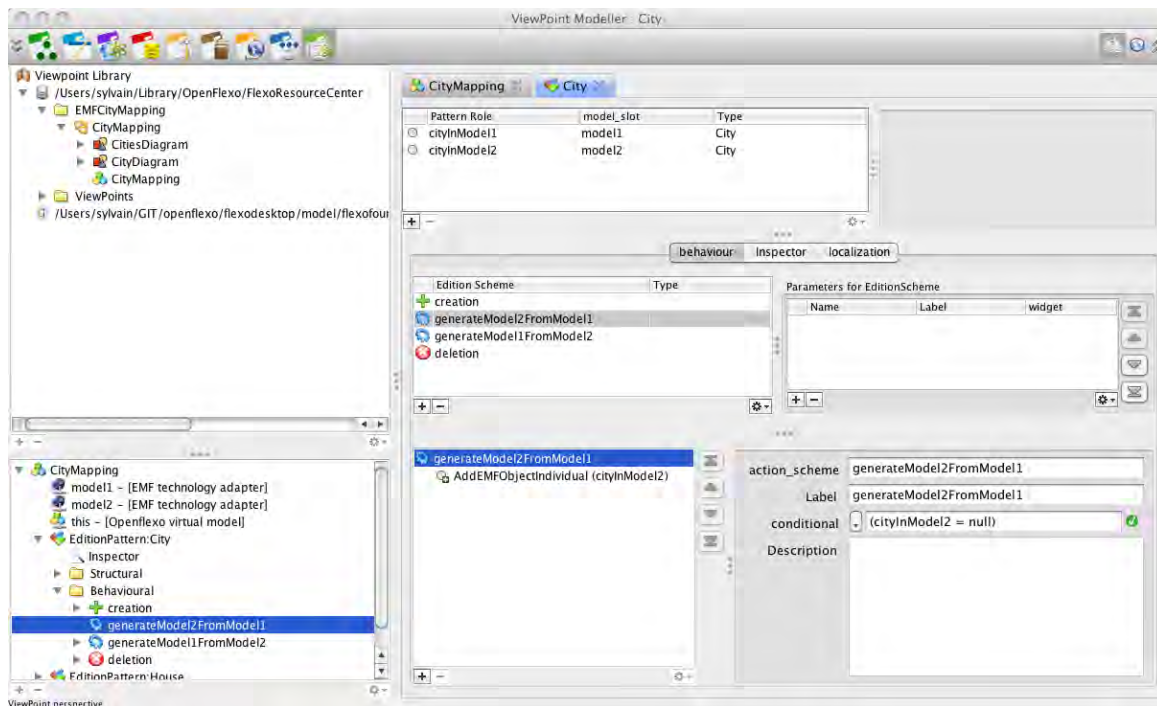 ViewPoint Modeller City
Viewpoint Library
/Users/sylvain/Library/OpenFlexo/FlexoResourceCenter
EMFCityMapping
CityMapping
CitiesDiagram
CityDiagram
CityMapping
ViewPoints
/Users/sylvain/GIT/openflexo/flexodesktop/model/flexofour
CityMapping
City
Pattern Role model_slot Type
cityInModel1 model1 City
cityInModel2 model2 City
behaviour Inspector localization
Edition Scheme Type
creation
generateModel2FromModel1
generateModel1FromModel2
deletion
Parameters for EditionScheme
Name Label widget
CityMapping
model1 - [EMF technology adapter]
model2 - [EMF technology adapter]
this - [Openflexo virtual model]
EditionPattern:City
Inspector
Structural
Behavioural
creation
generateModel2FromModel1
generateModel1FromModel2
deletion
EditionPattern:House
generateModel2FromModel1
AddEMFObjectIndividual (cityInModel2)
action_scheme generateModel2FromModel1
Label generateModel2FromModel1
conditional (cityInModel2 = null)
Description
ViewPoint perspective